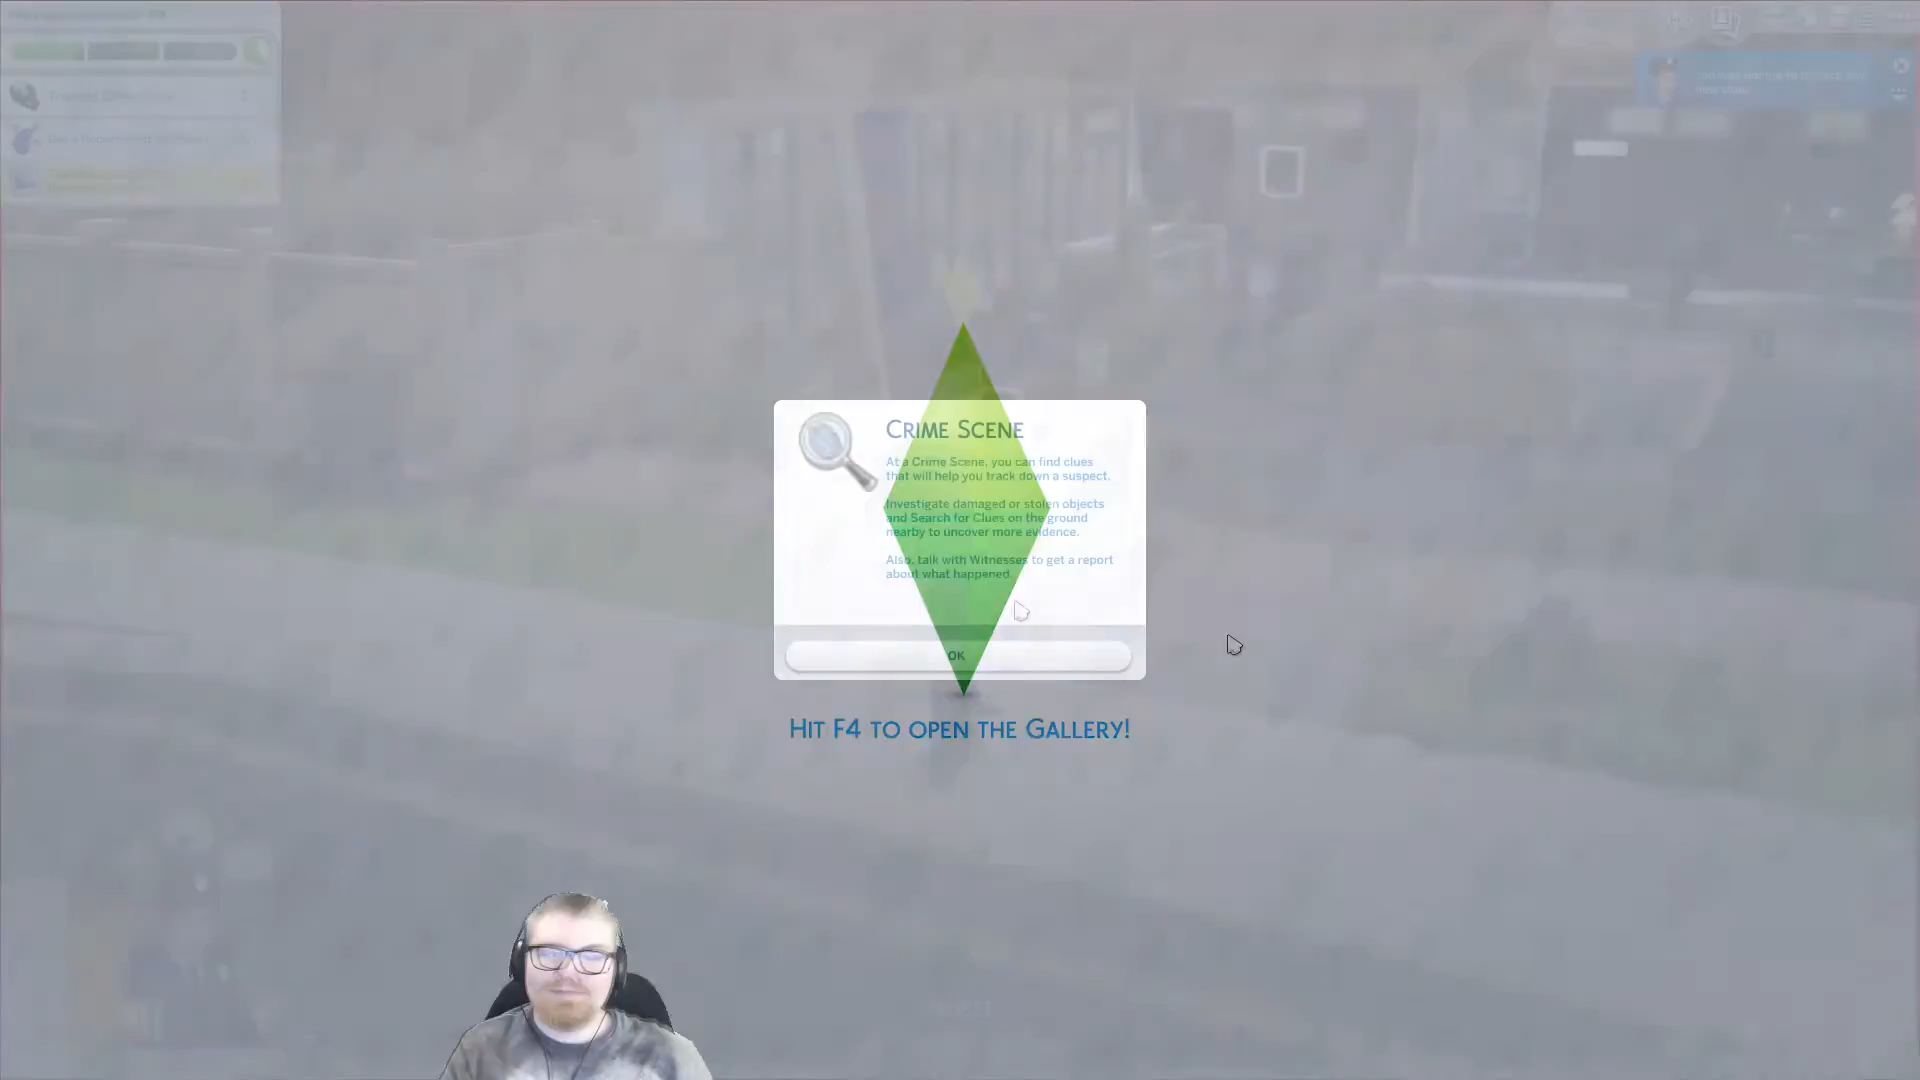 CRIME SCENE
At a Crime Scene, you can find clues
that will help you track down a suspect.
Investigate damaged or stolen objects
and Search for Clues on the ground
nearby to uncover more evidence.
Also, talk with Witnesses to get a report
about what happened.
OK
HIT F4 TO OPEN THE GALLERY!